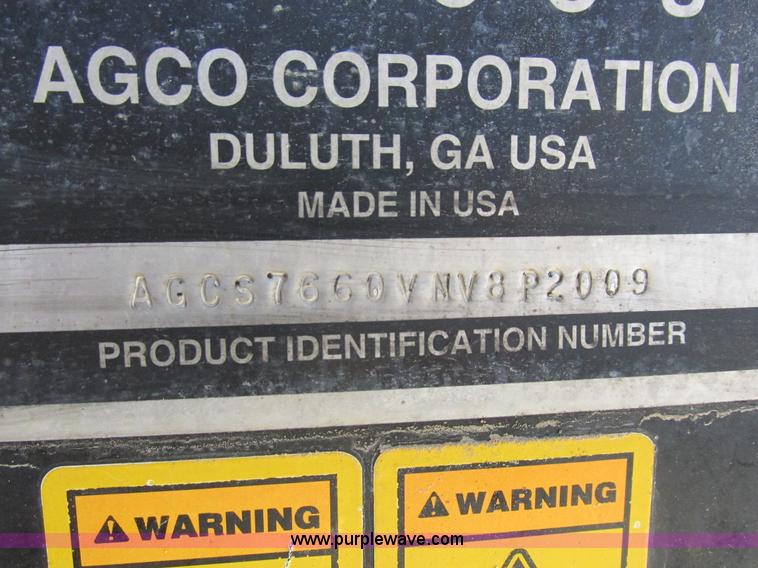 AGCO CORPORATION
DULUTH, GA USA
MADE IN USA
AGCS7660VNV8P2009
PRODUCT IDENTIFICATION NUMBER
WARNING WARNING
www.purplewave.com